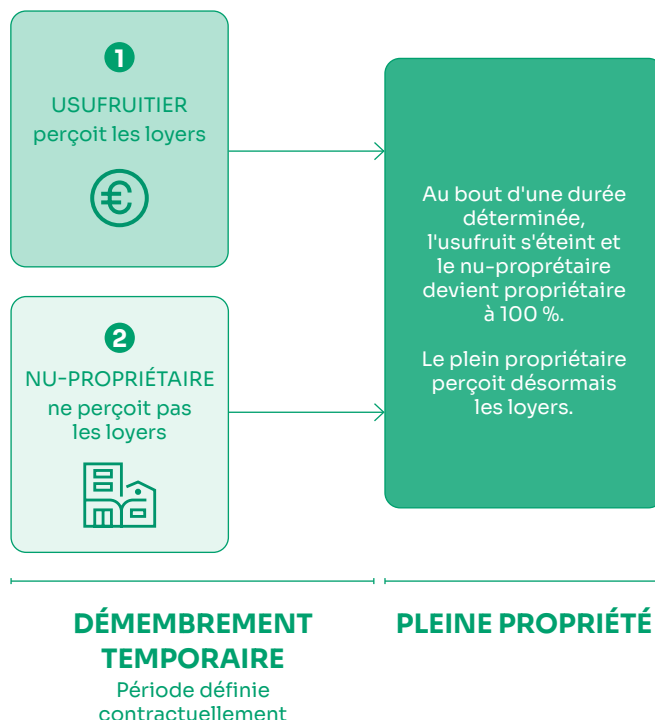 1
USUFRUITIER
perçoit les loyers
€
2
NU-PROPRIÉTAIRE
ne perçoit pas
les loyers
Au bout d'une durée
déterminée,
l'usufruit s'éteint et
le nu-proprétaire
devient propriétaire
à 100 %.
Le plein propriétaire
perçoit désormais
les loyers.
DÉMEMBREMENT
TEMPORAIRE
Période définie
contractuellement
PLEINE PROPRIÉTÉ